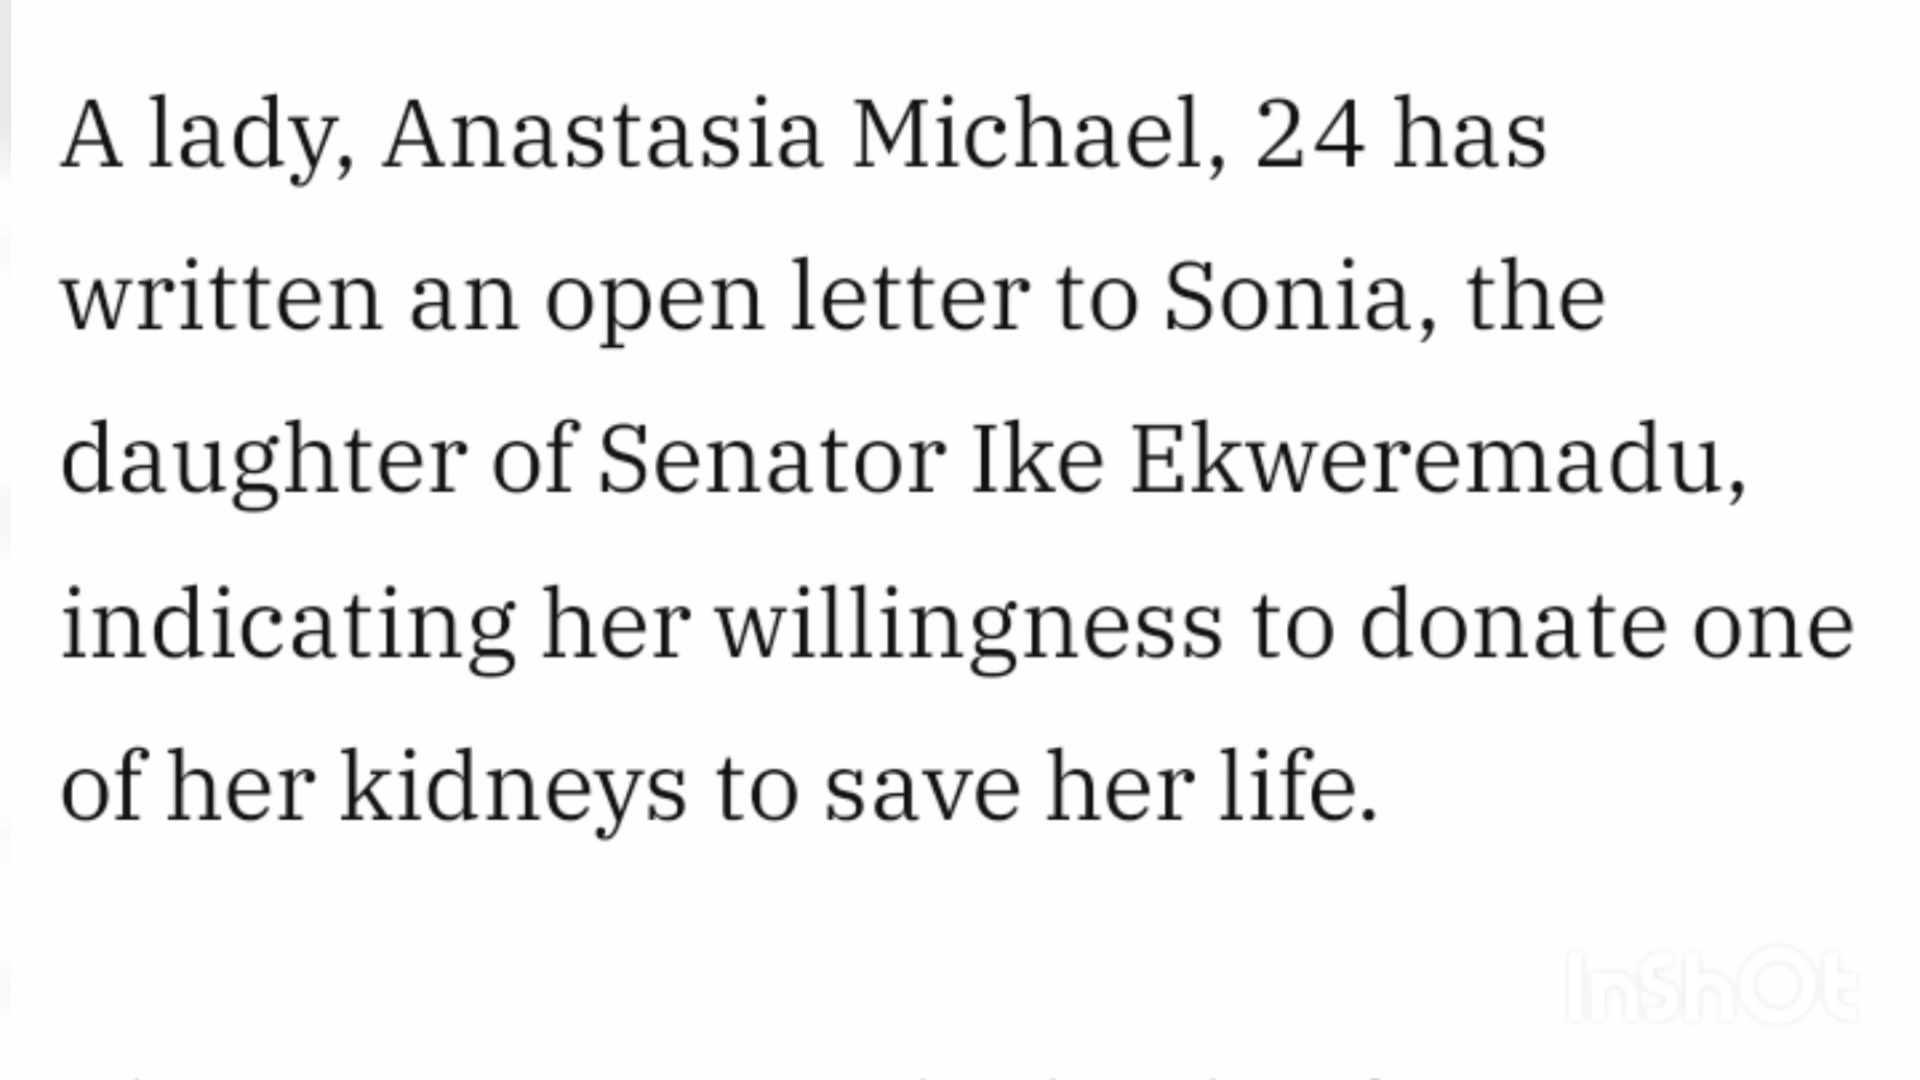 A lady, Anastasia Michael, 24 has
written an open letter to Sonia, the
daughter of Senator Ike Ekweremadu,
indicating her willingness to donate one
of her kidneys to save her life.
InShOt